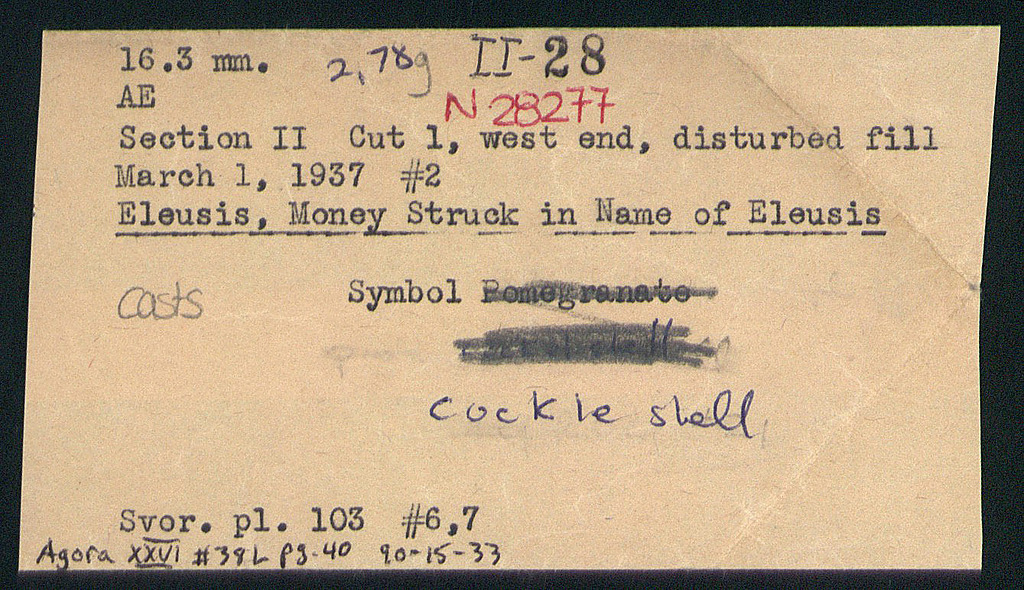 16.3 mm. 2,78g II-28
AE N 28277
Section II Cut 1, west end, disturbed fill
March 1, 1937 #2
Eleusis, Money Struck in Name of Eleusis
casts Symbol Pomegranate
cockle shell
Svor. pl. 103 #6,7
Agora XXVI #38L pg-40 90-15-33